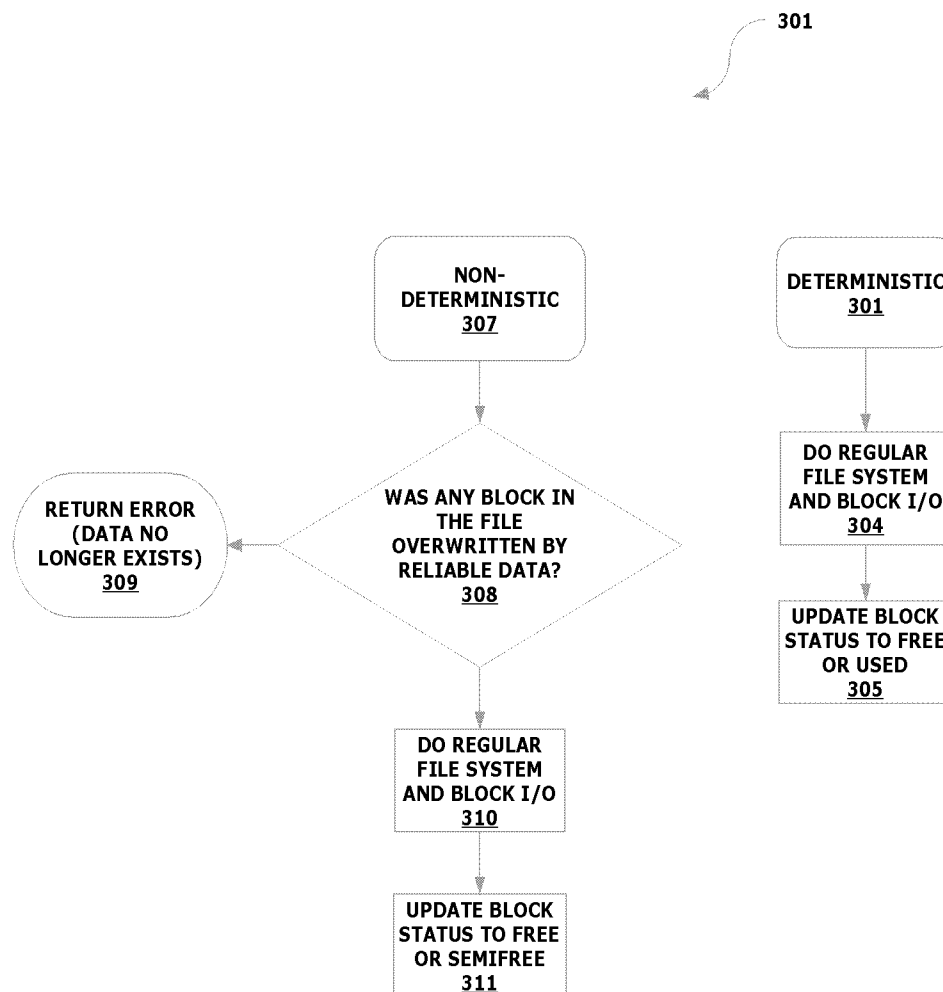 301
NON-
DETERMINISTIC
307
DETERMINISTIC
301
WAS ANY BLOCK IN
THE FILE
OVERWRITTEN BY
RELIABLE DATA?
308
RETURN ERROR
(DATA NO
LONGER EXISTS)
309
DO REGULAR
FILE SYSTEM
AND BLOCK I/O
304
UPDATE BLOCK
STATUS TO FREE
OR USED
305
DO REGULAR
FILE SYSTEM
AND BLOCK I/O
310
UPDATE BLOCK
STATUS TO FREE
OR SEMIFREE
311